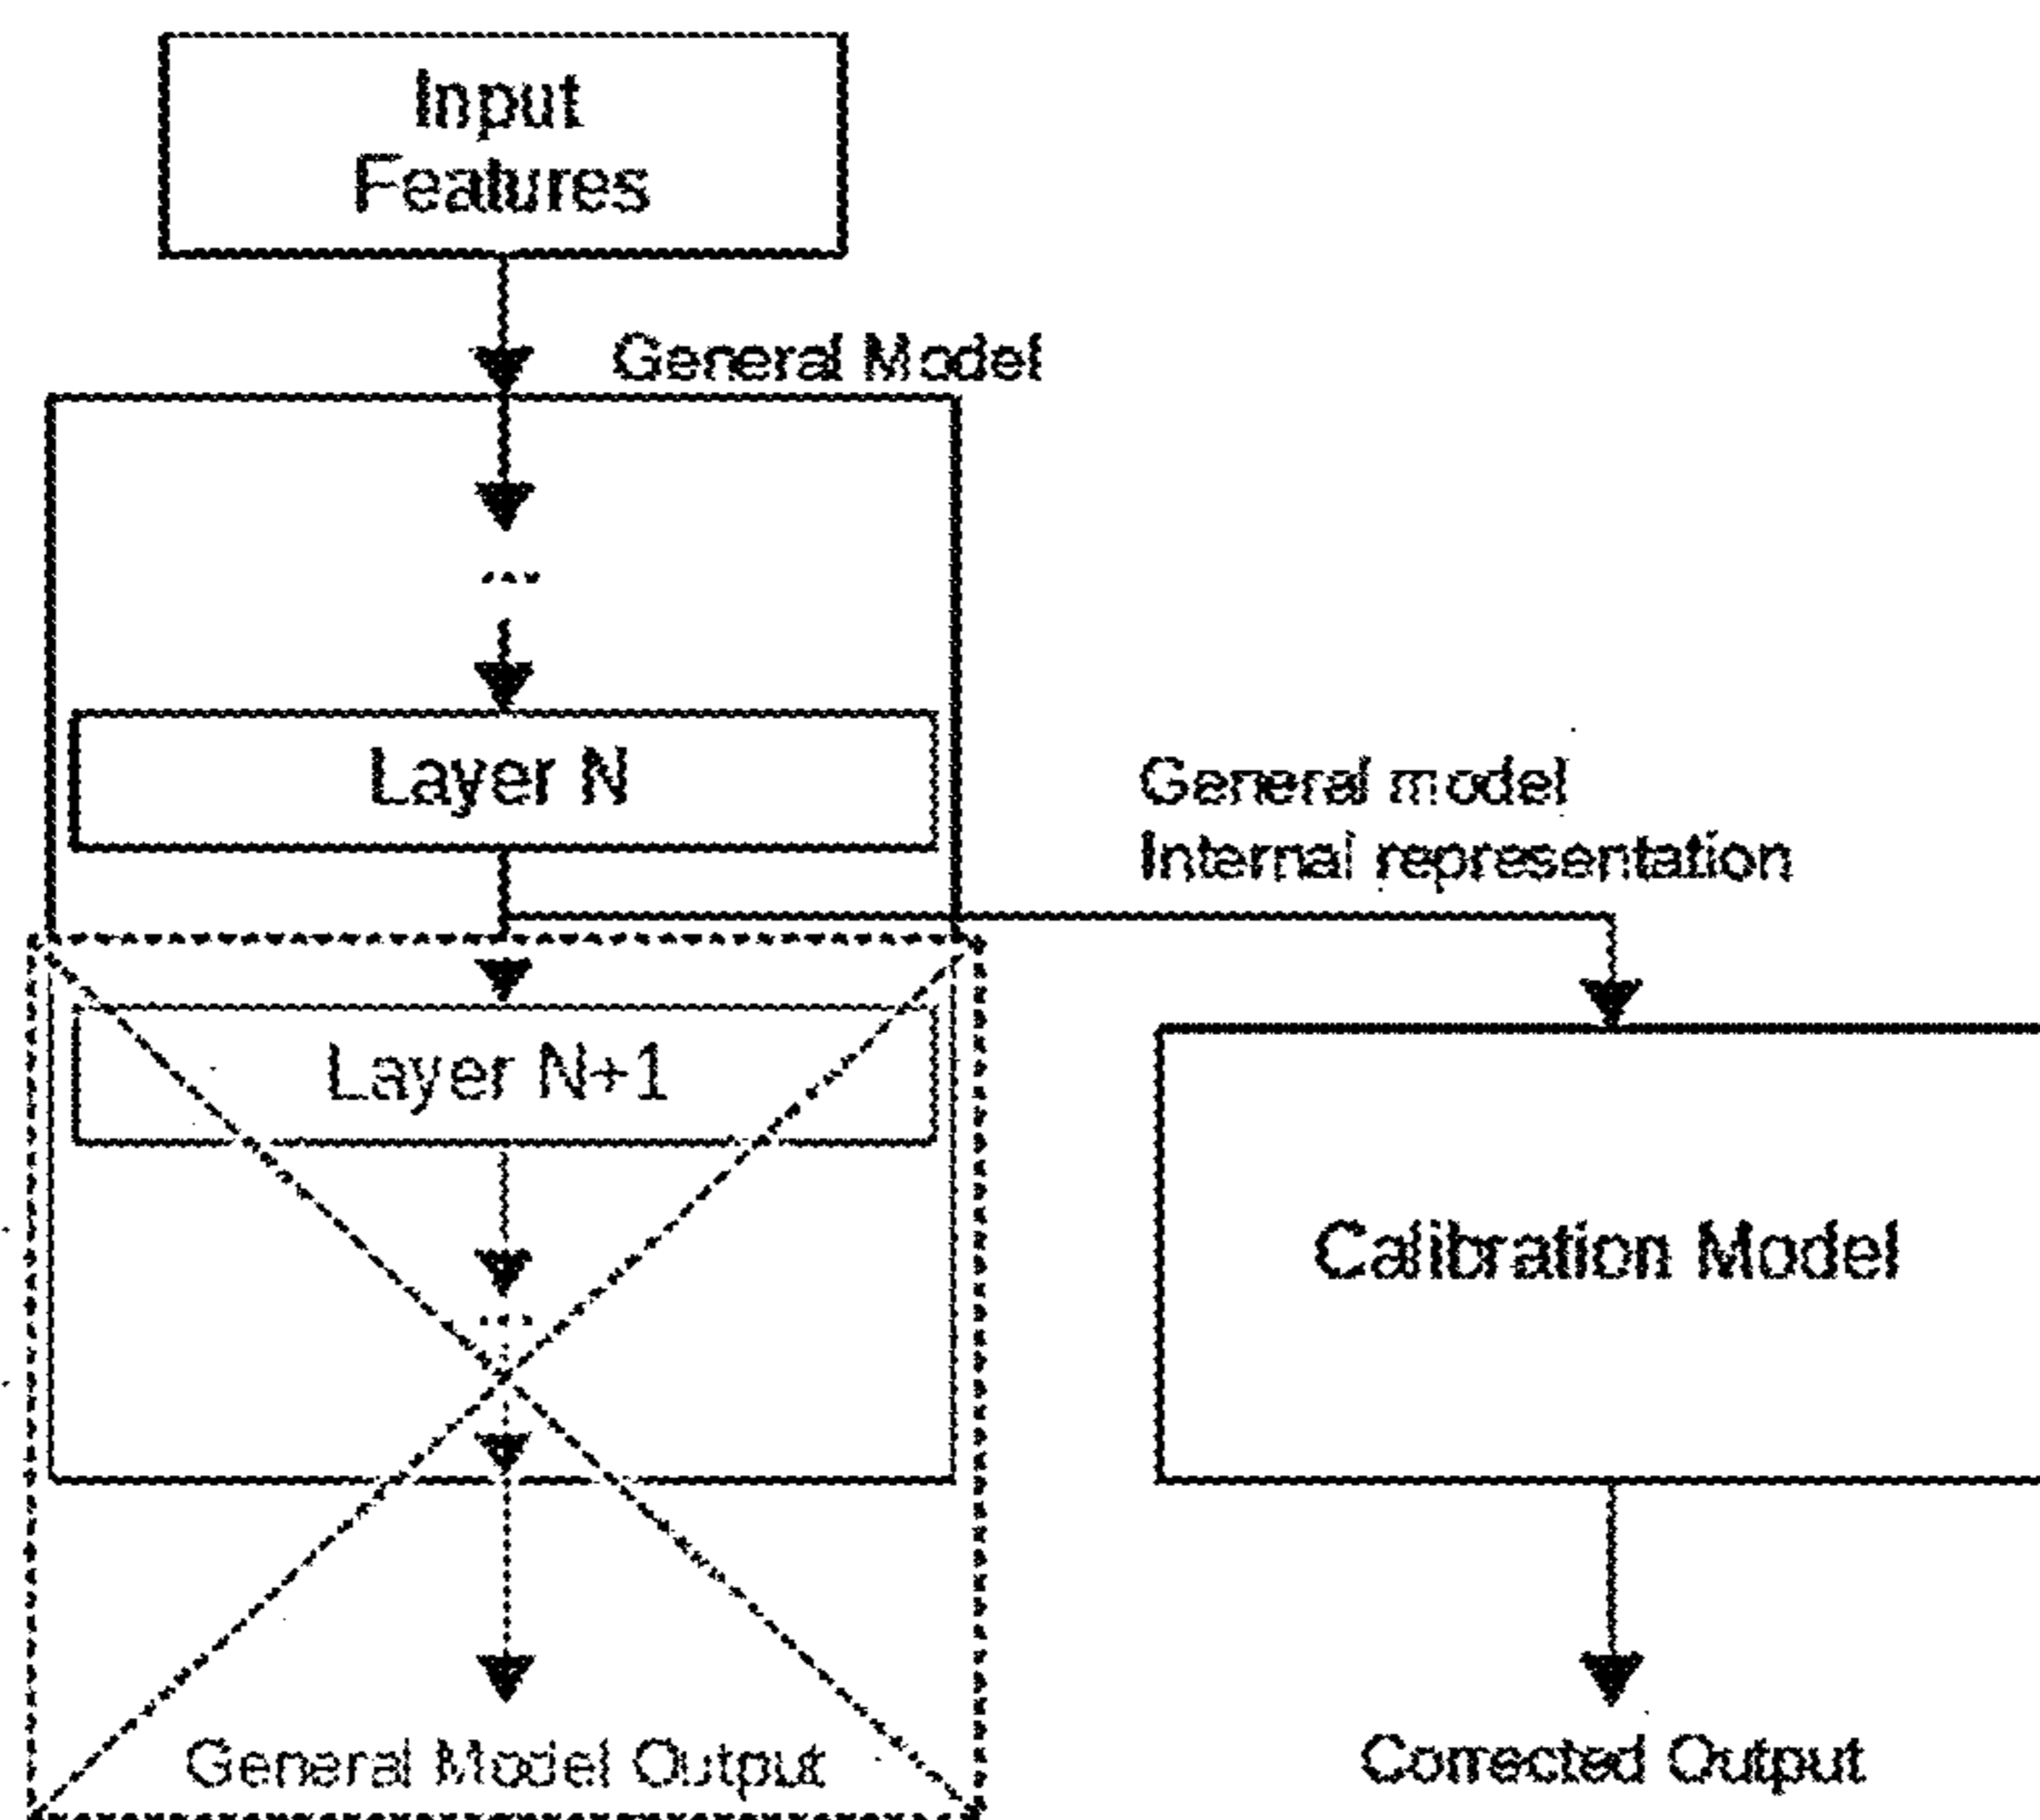 Input
Features
General Model
...
Layer N
General model
Internal representation
Layer N+1
...
Calibration Model
General Model Output
Corrected Output